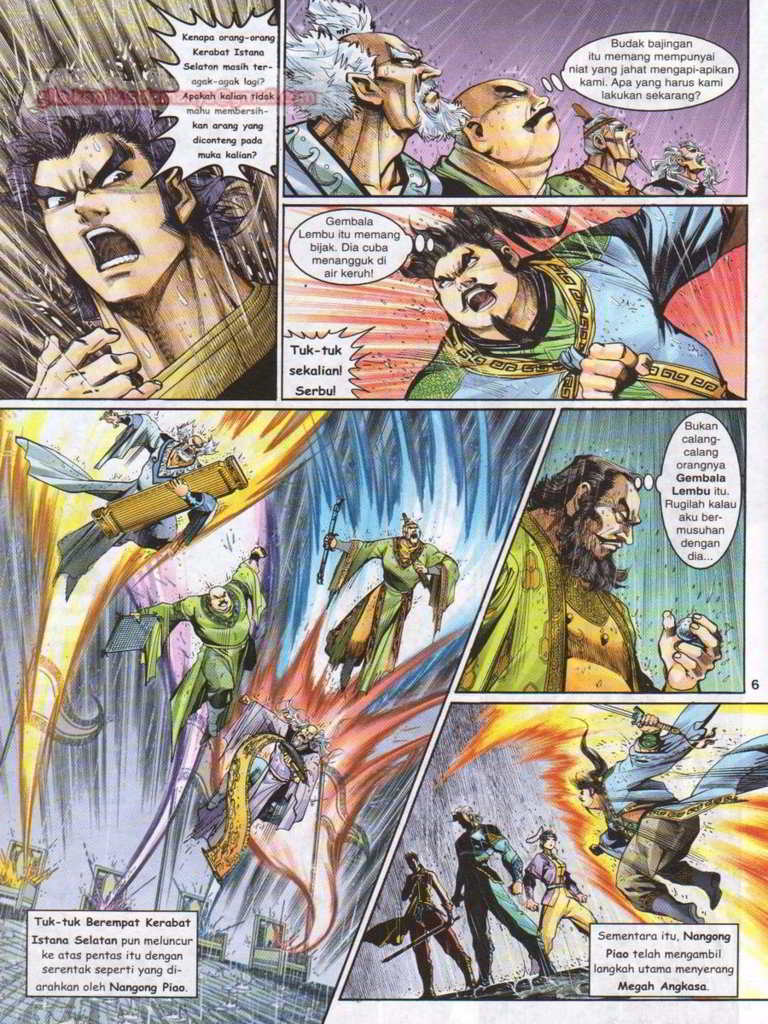 Kenapa orang-orang
Kerabat Istana
Selatan masih ter-
agak-agak lagi?
Apakah kalian tidak
mahu membersih-
kan arang yang
diconteng pada
muka kalian?
Budak bajingan
itu memang mempunyai
niat yang jahat mengapi-apikan
kami. Apa yang harus kami
lakukan sekarang?
Gembala
Lembu itu memang
bijak. Dia cuba
menangguk di
air keruh!
Tuk-tuk
sekalian!
Serbu!
Bukan
calang-
calang
orangnya
Gembala
Lembu itu.
Rugilah kalau
aku ber-
musuhan
dengan
dia...
6
Tuk-tuk Berempat Kerabat
Istana Selatan pun meluncur
ke atas pentas itu dengan
serentak seperti yang di-
arahkan oleh Nangong Piao.
Sementara itu, Nangong
Piao telah mengambil
langkah utama menyerang
Megah Angkasa.